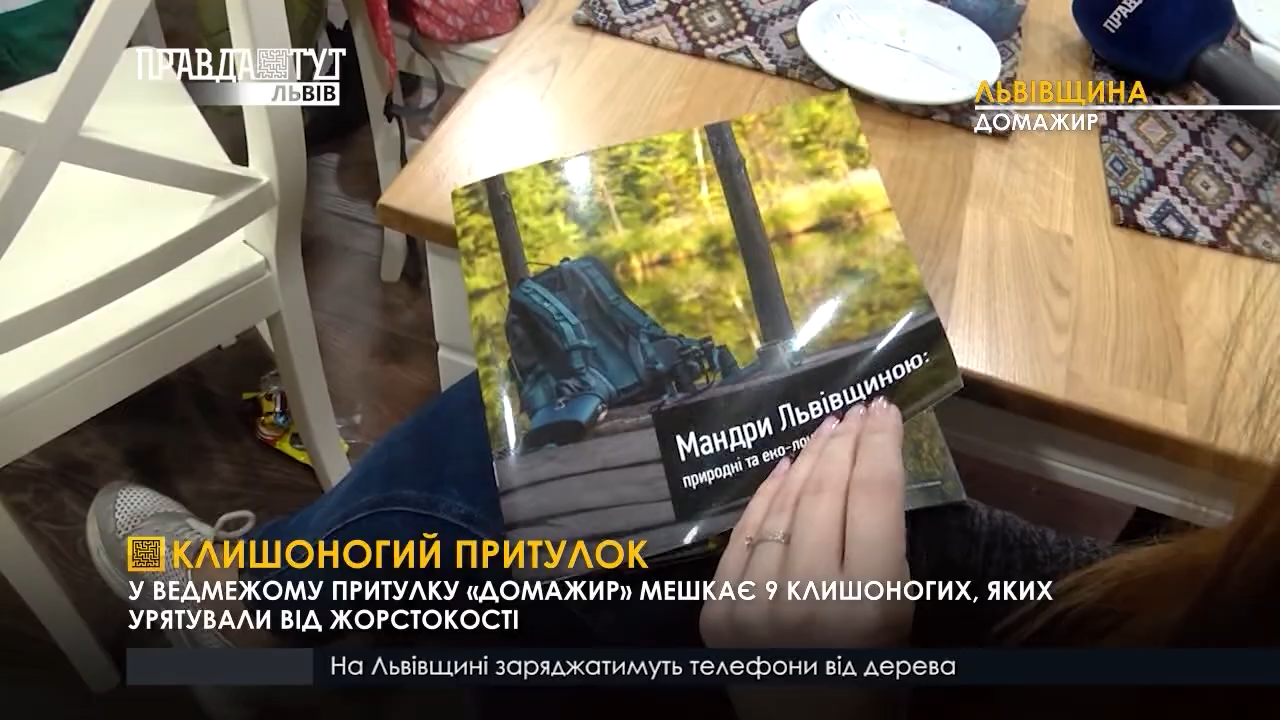 ПРАВДА ТУТ
ЛЬВІВ
ПРАВД
ЛЬВІВЩИНА
ДОМАЖИР
Мандри Львівщиною:
природні та
КЛИШОНОГИЙ ПРИТУЛОК
У ВЕДМЕЖОМУ ПРИТУЛКУ «ДОМАЖИР» МЕШКАЄ 9 КЛИШОНОГИХ, ЯКИХ
УРЯТУВАЛИ ВІД ЖОРСТОКОСТІ
На Львівщині заряджатимуть телефони від дерева